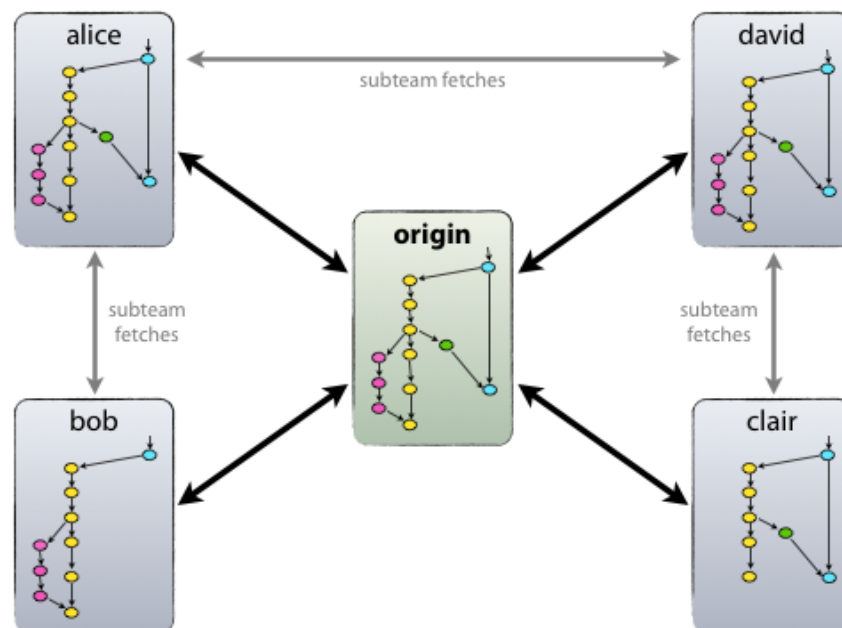 alice
david
subteam fetches
origin
subteam
fetches
subteam
fetches
bob
clair